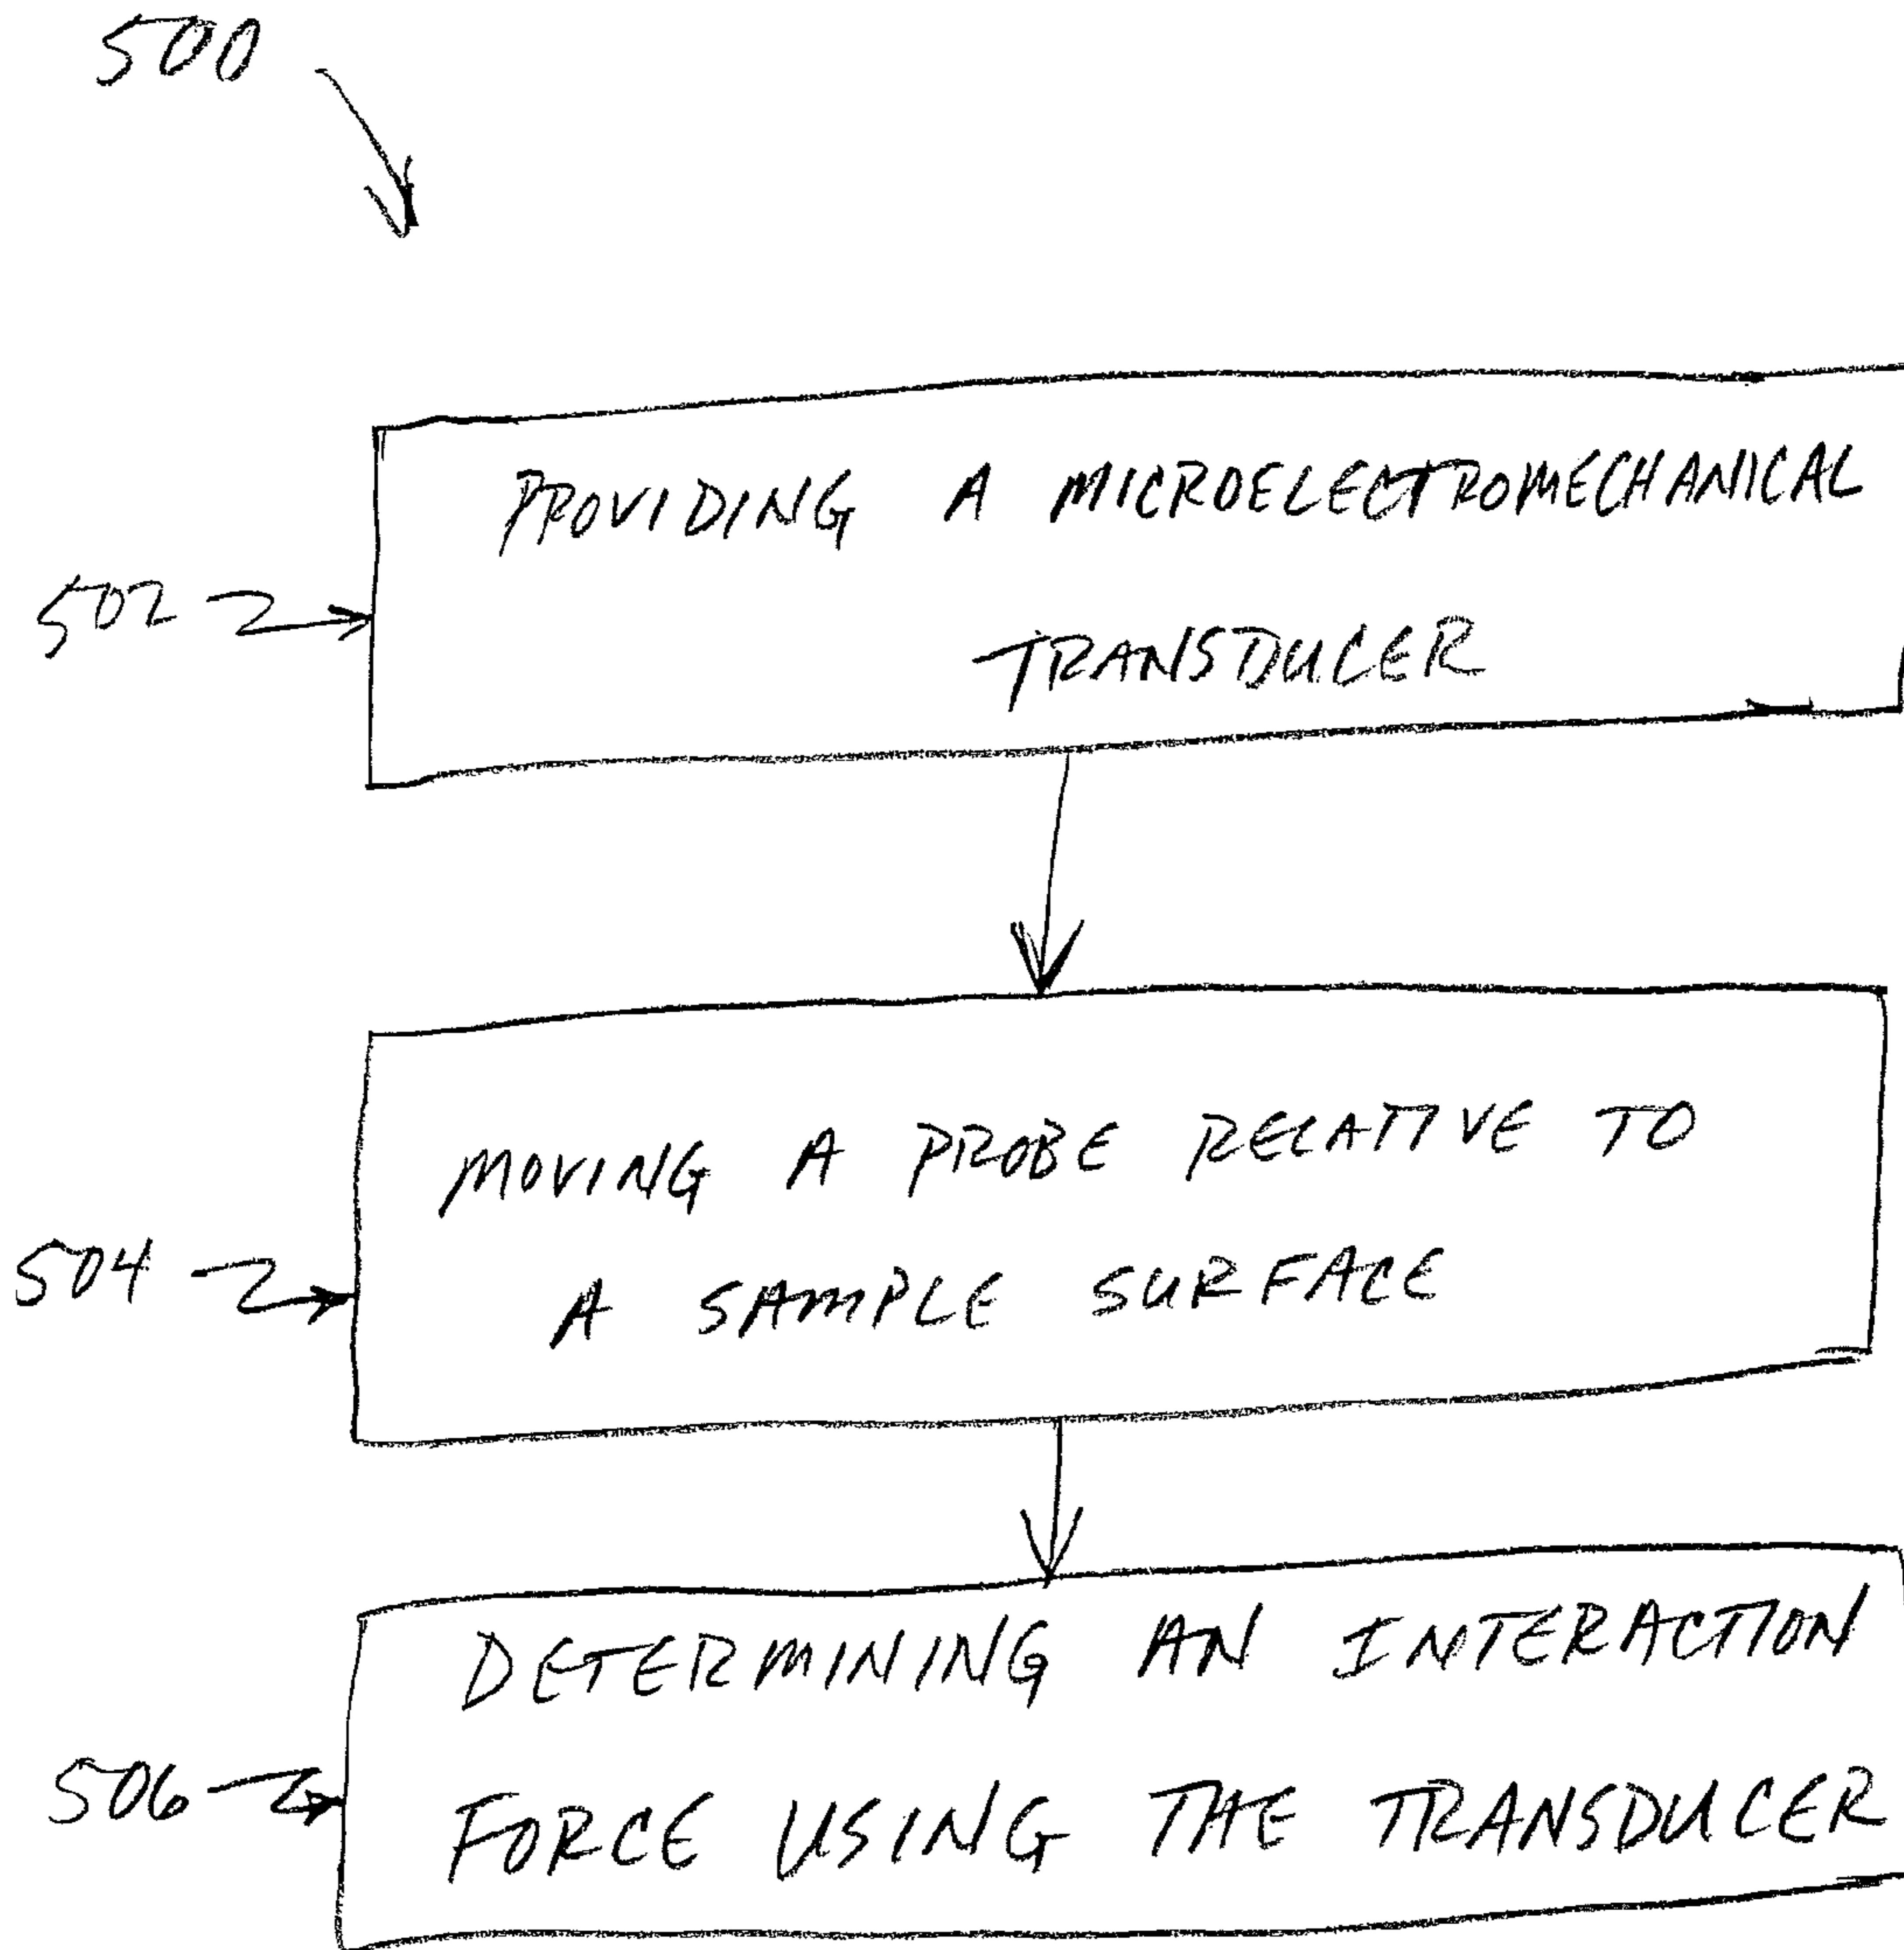 500
502
PROVIDING A MICROELECTROMECHANICAL
TRANSDUCER
504
MOVING A PROBE RELATIVE TO
A SAMPLE SURFACE
506
DETERMINING AN INTERACTION
FORCE USING THE TRANSDUCER